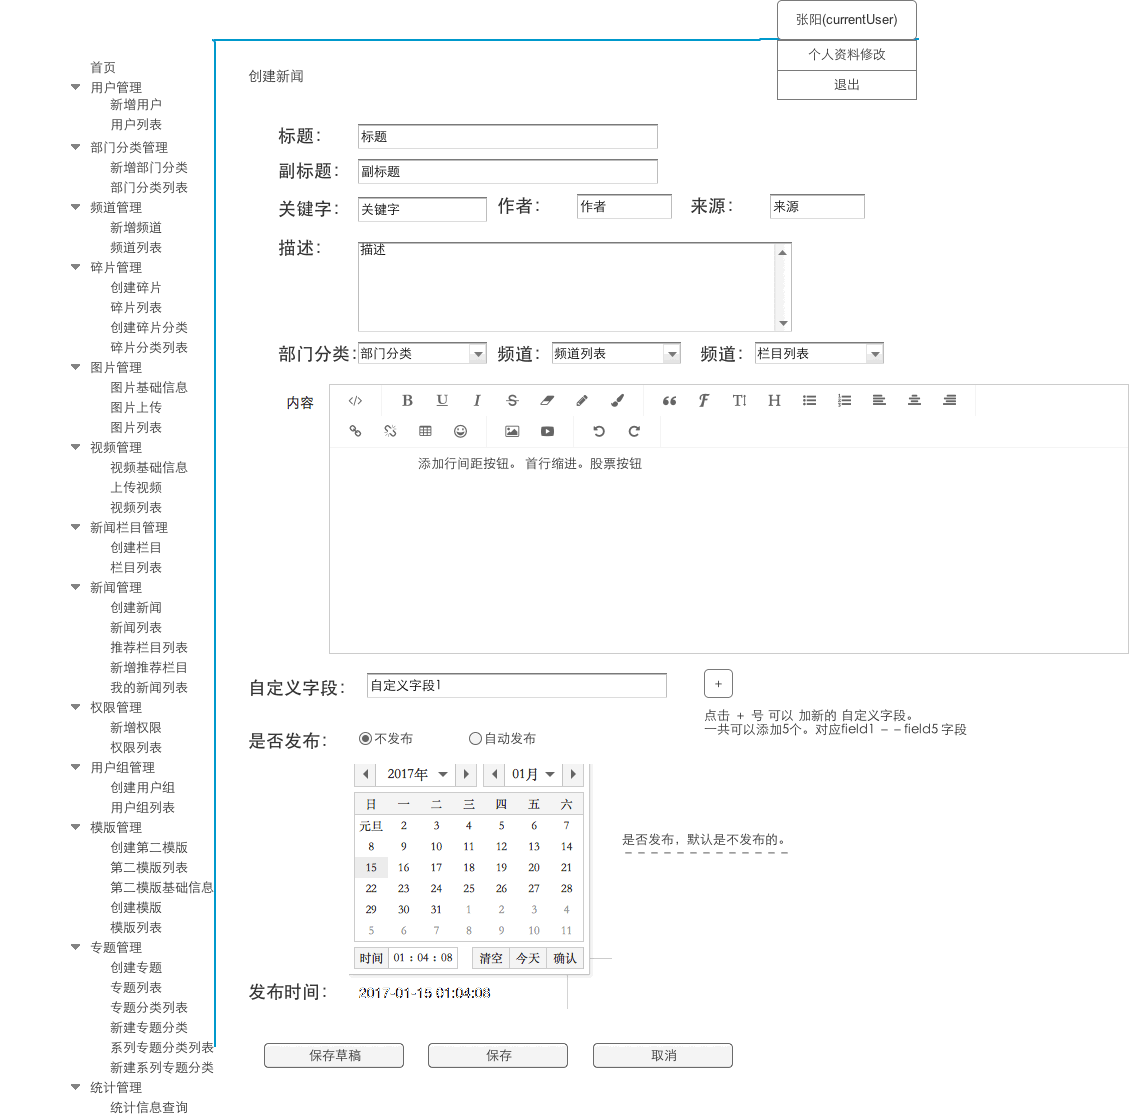 张阳(currentUser)
个人资料修改
退出
首页
用户管理
新增用户
用户列表
部门分类管理
新增部门分类
部门分类列表
频道管理
新增频道
频道列表
碎片管理
创建碎片
碎片列表
创建碎片分类
碎片分类列表
图片管理
图片基础信息
图片上传
图片列表
视频管理
视频基础信息
上传视频
视频列表
新闻栏目管理
创建栏目
栏目列表
新闻管理
创建新闻
新闻列表
推荐栏目列表
新增推荐栏目
我的新闻列表
权限管理
新增权限
权限列表
用户组管理
创建用户组
用户组列表
模版管理
创建第二模版
第二模版列表
第二模版基础信息
创建模版
模版列表
专题管理
创建专题
专题列表
专题分类列表
新建专题分类
系列专题分类列表
新建系列专题分类
统计管理
统计信息查询
创建新闻
标题： 标题
副标题： 副标题
关键字： 关键字 作者： 作者 来源： 来源
描述： 描述
部门分类: 部门分类 频道： 频道列表 频道： 栏目列表
内容
B U I S F T H
添加行间距按钮。 首行缩进。股票按钮
自定义字段： 自定义字段1 +
点击 + 号 可以 加新的 自定义字段。
一共可以添加5个。对应field1 － – field5 字段
是否发布： 不发布 自动发布
2017年 01月
日 一 二 三 四 五 六
元旦 2 3 4 5 6 7
8 9 10 11 12 13 14
15 16 17 18 19 20 21
22 23 24 25 26 27 28
29 30 31 1 2 3 4
5 6 7 8 9 10 11
时间 01 : 04 : 08 清空 今天 确认
是否发布，默认是不发布的。
发布时间： 2017-01-15 01:04:08
保存草稿 保存 取消